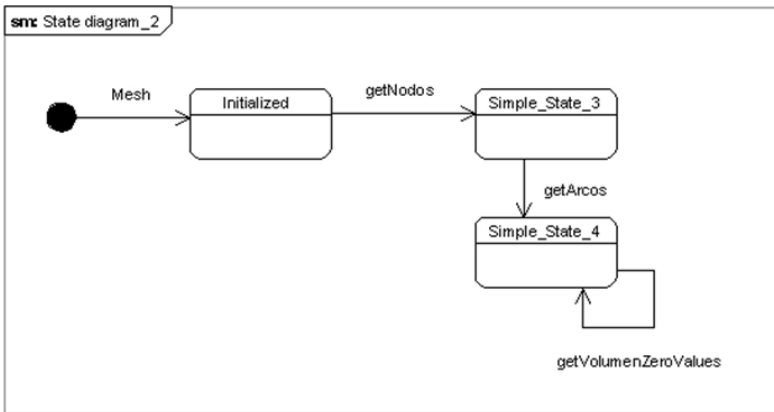 sm: State diagram_2
Mesh
Initialized
getNodos
Simple_State_3
getArcos
Simple_State_4
getVolumenZeroValues